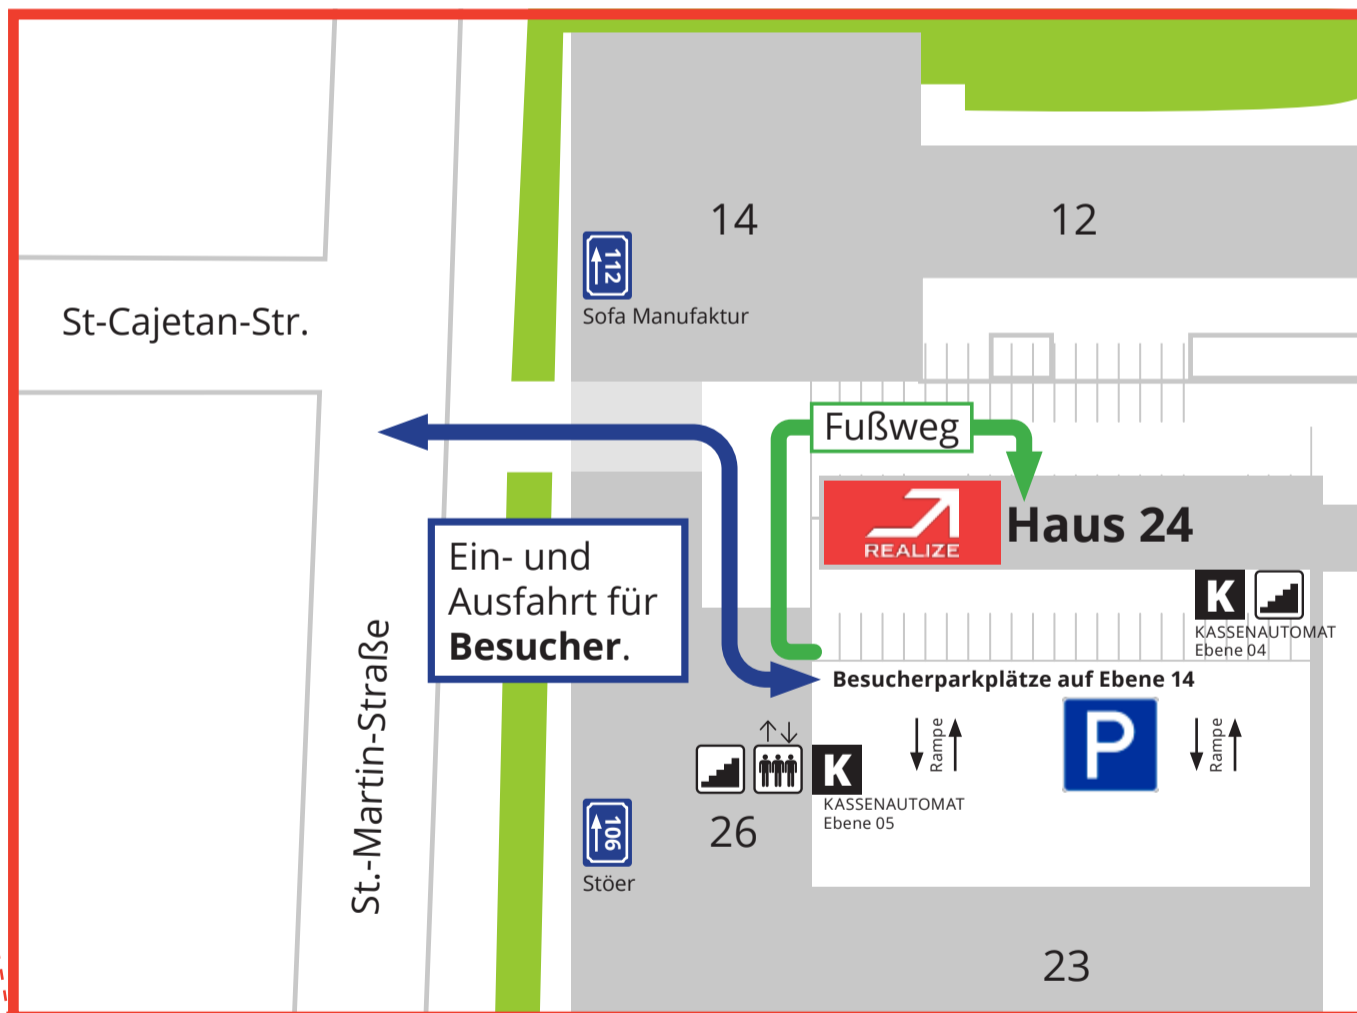 14
12
112
Sofa Manufaktur
St-Cajetan-Str.
Fußweg
REALIZE
Haus 24
Ein- und
Ausfahrt für
Besucher.
K
KASSENAUTOMAT
Ebene 04
St.-Martin-Straße
Besucherparkplätze auf Ebene 14
P
Rampe
Rampe
K
KASSENAUTOMAT
Ebene 05
26
106
Stöer
23